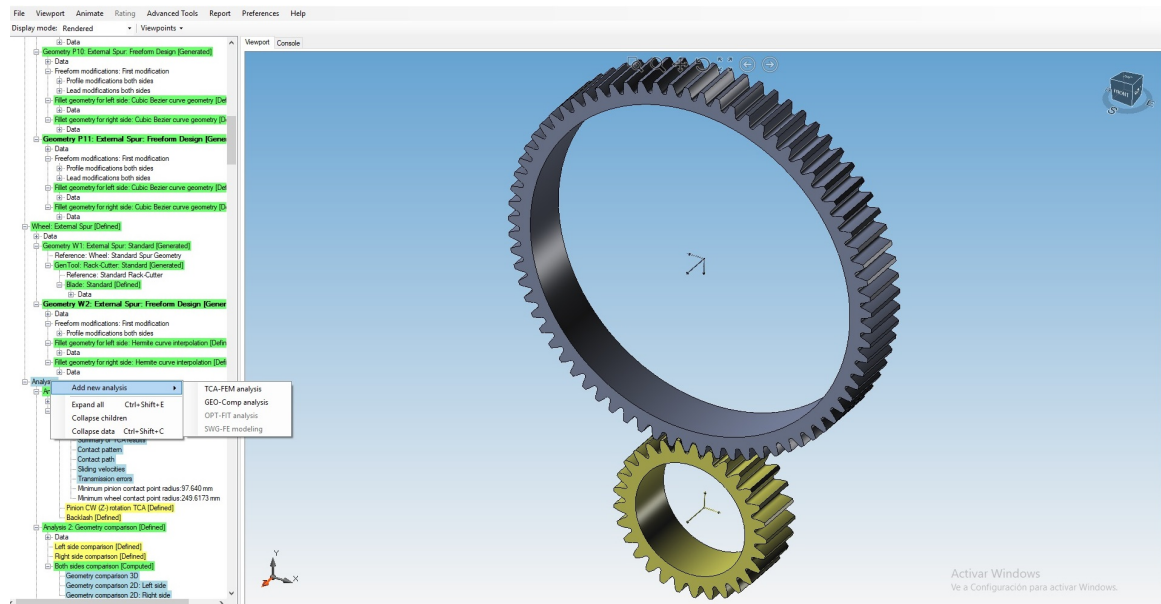 File Viewport Animate Rating Advanced Tools Report Preferences Help
Display mode: Rendered Viewpoints
Data
Geometry P10: External Spur: Freeform Design [Generated]
Data
Freeform modifications: First modification
Profile modifications both sides
Lead modifications both sides
Fillet geometry for left side: Cubic Bezier curve geometry [Def
Data
Fillet geometry for right side: Cubic Bezier curve geometry [D
Data
Geometry P11: External Spur: Freeform Design [Gene
Data
Freeform modifications: First modification
Profile modifications both sides
Lead modifications both sides
Fillet geometry for left side: Cubic Bezier curve geometry [Def
Data
Fillet geometry for right side: Cubic Bezier curve geometry [D
Data
Wheel: External Spur [Defined]
Data
Geometry W1: External Spur: Standard [Generated]
Reference: Wheel: Standard Spur Geometry
GenTool: Rack-Cutter: Standard [Generated]
Reference: Standard Rack-Cutter
Blade: Standard [Defined]
Data
Geometry W2: External Spur: Freeform Design [Gener
Data
Freeform modifications: First modification
Profile modifications both sides
Fillet geometry for left side: Hermite curve interpolation [Defin
Data
Fillet geometry for right side: Hermite curve interpolation [Defi
Data
Analys
An
Add new analysis
Expand all Ctrl+Shift+E
Collapse children
Collapse data Ctrl+Shift+C
TCA-FEM analysis
GEO-Comp analysis
OPT-FIT analysis
SWG-FE modeling
Summary of TCA results
Contact pattern
Contact path
Sliding velocities
Transmission errors
Minimum pinion contact point radius:97.640 mm
Minimum wheel contact point radius:249.6173 mm
Pinion CW (Z-) rotation TCA [Defined]
Backlash [Defined]
Analysis 2: Geometry comparison [Defined]
Data
Left side comparison [Defined]
Right side comparison [Defined]
Both sides comparison [Computed]
Geometry comparison 3D
Geometry comparison 2D: Left side
Geometry comparison 2D: Right side
Viewport Console
FRONT
S
E
Y
X
Activar Windows
Ve a Configuración para activar Windows.